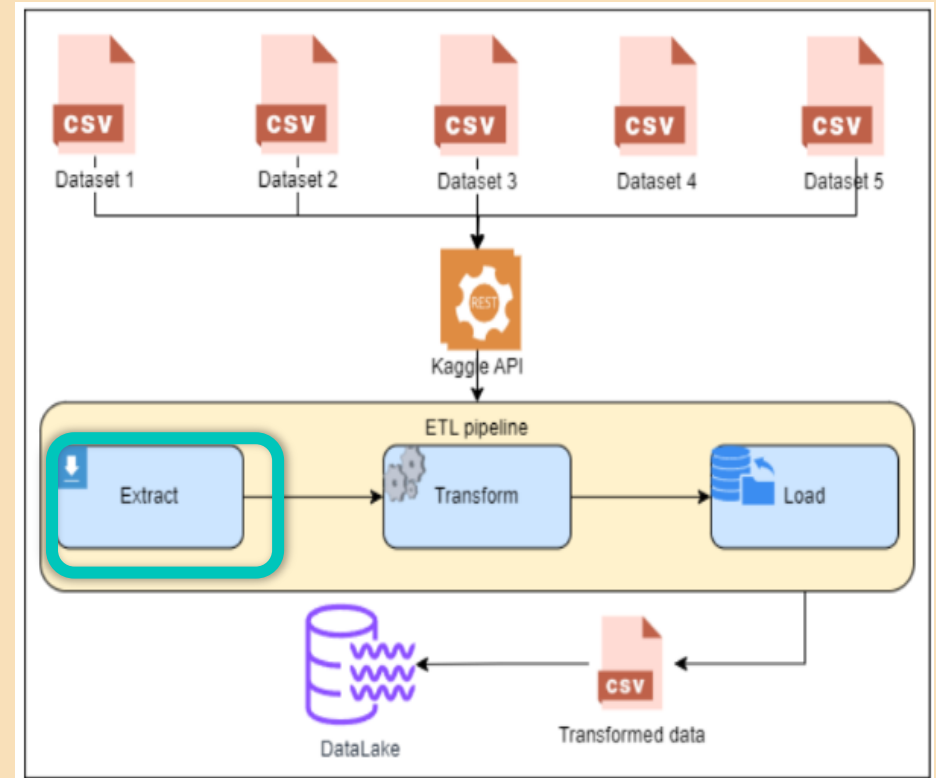 CSV CSV CSV CSV CSV
Dataset 1 Dataset 2 Dataset 3 Dataset 4 Dataset 5
REST
Kaggle API
ETL pipeline
Extract Transform Load
CSV
DataLake Transformed data